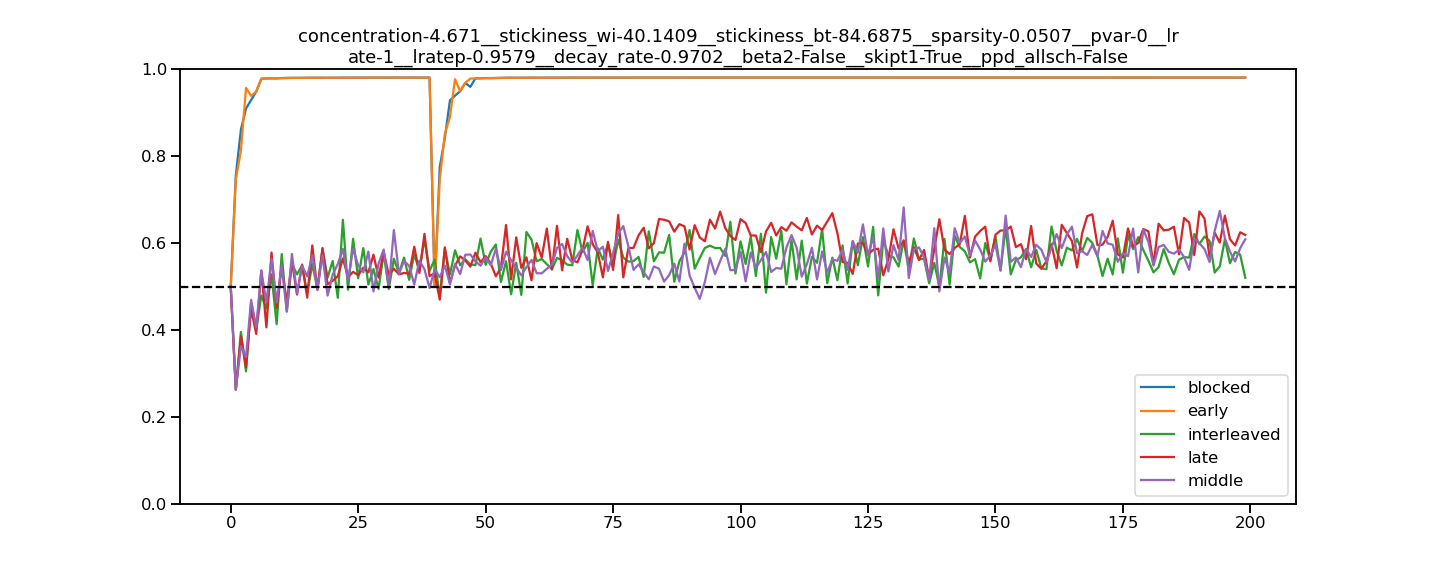 concentration-4.671__stickiness_wi-40.1409__stickiness_bt-84.6875__sparsity-0.0507__pvar-0__lr
ate-1__lratep-0.9579__decay_rate-0.9702__beta2-False__skipt1-True__ppd_allsch-False
1.0
0.8
0.6
0.4
0.2
0.0
blocked
early
interleaved
late
middle
0 25 50 75 100 125 150 175 200